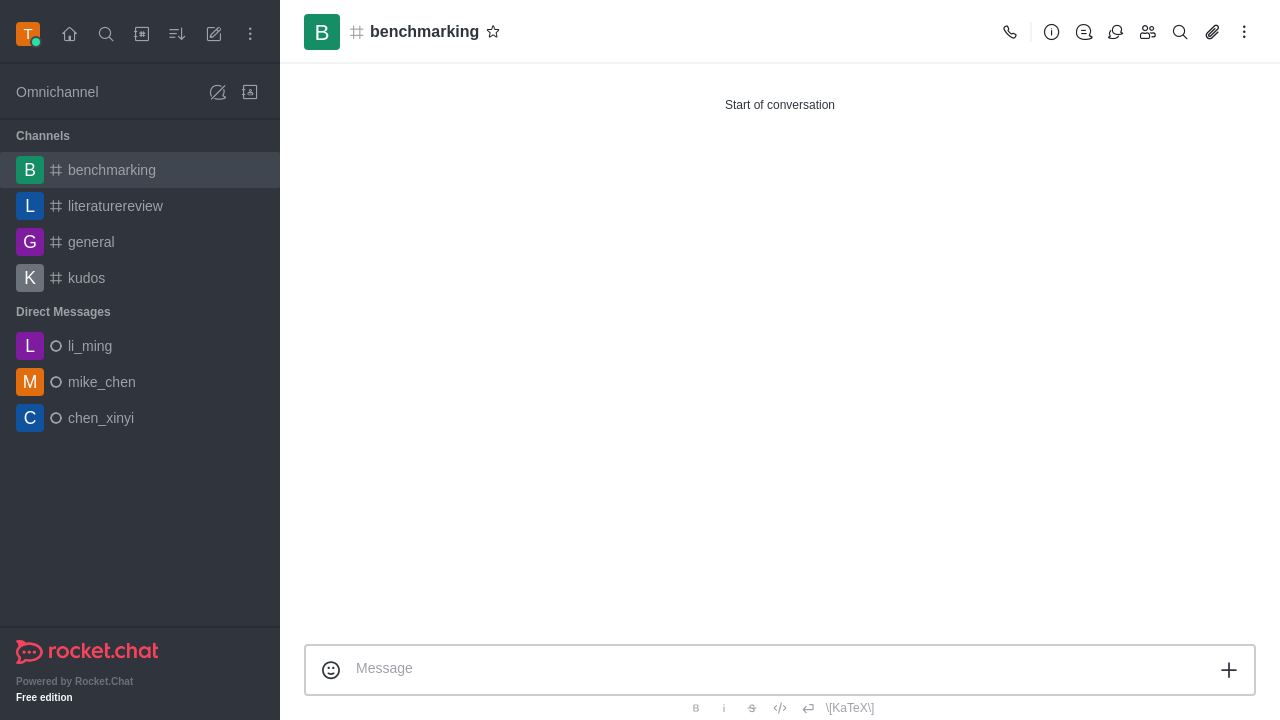 T
Omnichannel
Channels
B benchmarking
L literaturereview
G general
K kudos
Direct Messages
L li_ming
M mike_chen
C chen_xinyi
rocket.chat
Powered by Rocket.Chat
Free edition
B benchmarking
Start of conversation
Message
B i S \[KaTeX\]